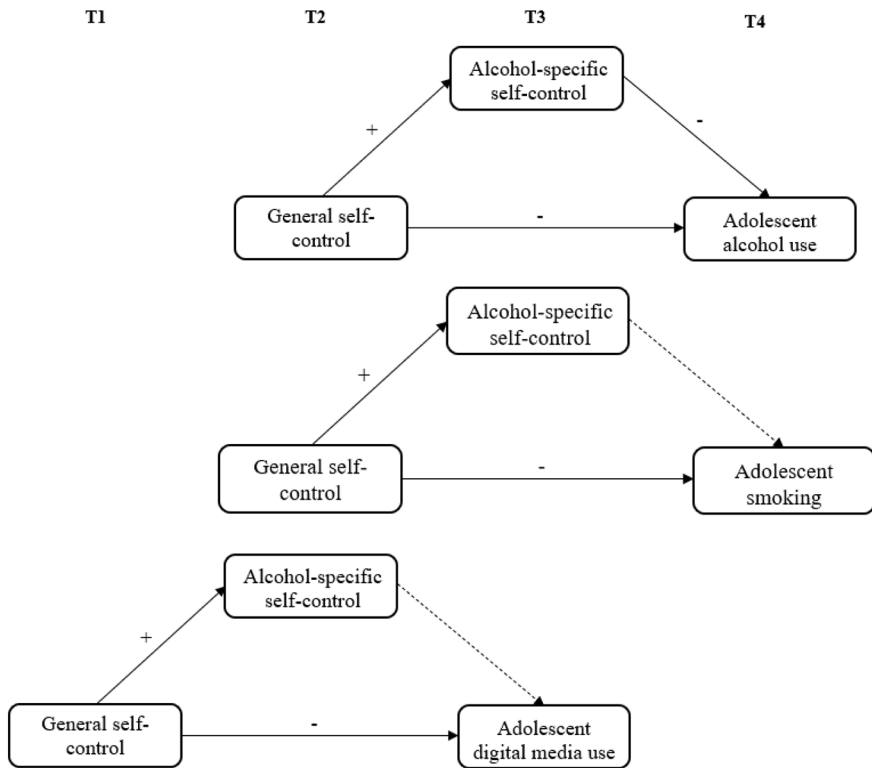 T1 T2 T3 T4
Alcohol-specific
self-control
+
-
General self-
control
-
Adolescent
alcohol use
Alcohol-specific
self-control
+
General self-
control
-
Adolescent
smoking
Alcohol-specific
self-control
+
General self-
control
-
Adolescent
digital media use